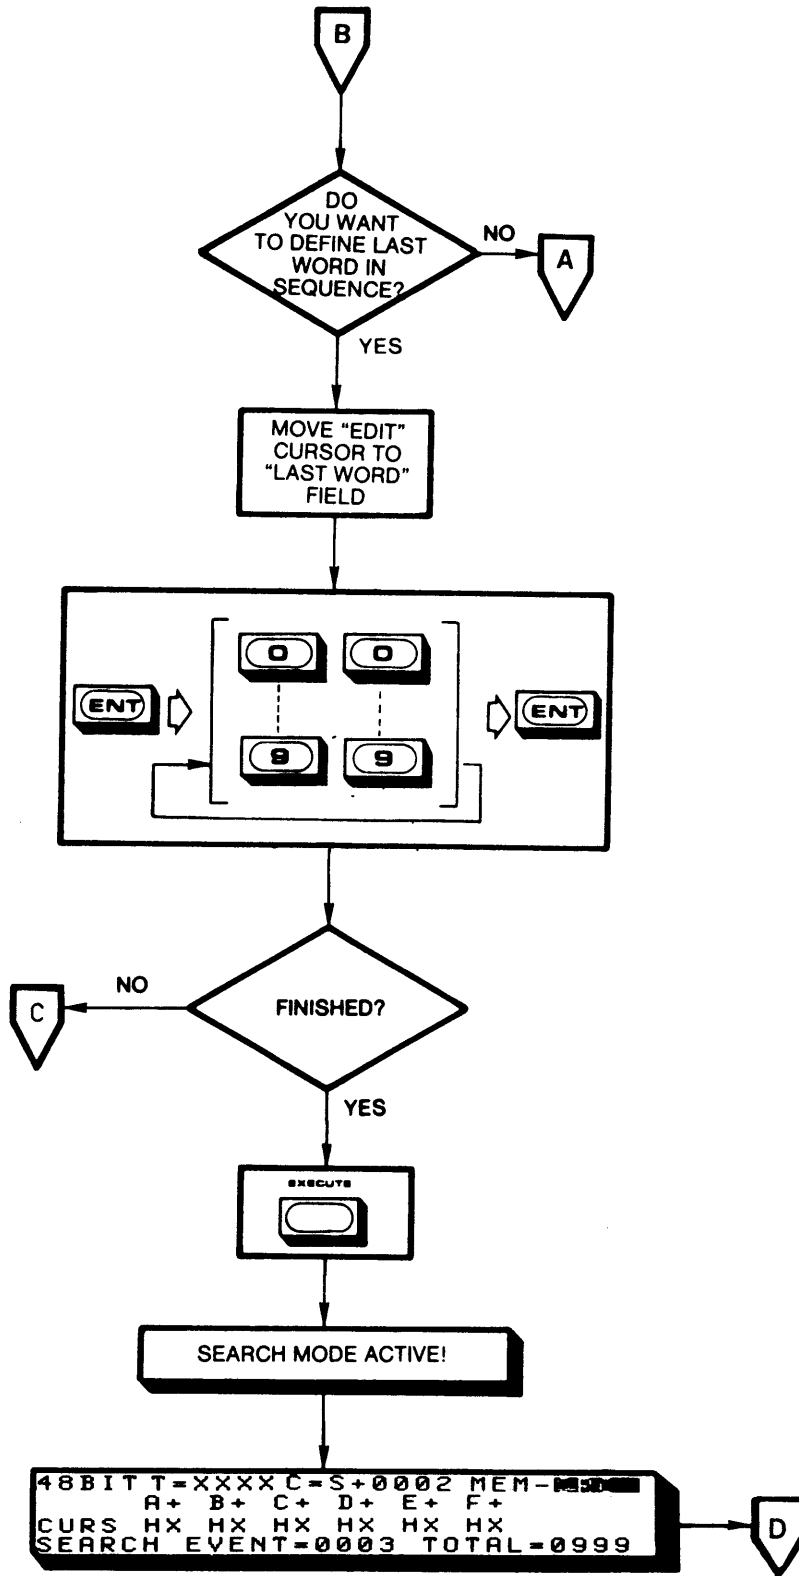 B
DO
YOU WANT
TO DEFINE LAST
WORD IN
SEQUENCE?
NO
A
YES
MOVE "EDIT"
CURSOR TO
"LAST WORD"
FIELD
0 0
ENT ENT
9 9
NO
C
FINISHED?
YES
EXECUTE
SEARCH MODE ACTIVE!
48BIT T=XXXX C=S+0002 MEM-
A+ B+ C+ D+ E+ F+
CURS HX HX HX HX HX HX
SEARCH EVENT=0003 TOTAL=0999
D